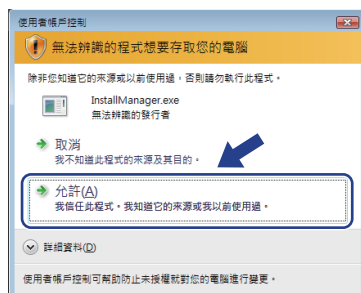 使用者帳戶控制
無法辨識的程式想要存取您的電腦
除非您知道它的來源或以前使用過，否則請勿執行此程式。
InstallManager.exe
無法辨識的發行者
取消
我不知道此程式的來源及其目的。
允許(A)
我信任此程式。我知道它的來源或我以前使用過。
詳細資料(D)
使用者帳戶控制可幫助防止未授權就對您的電腦進行變更。